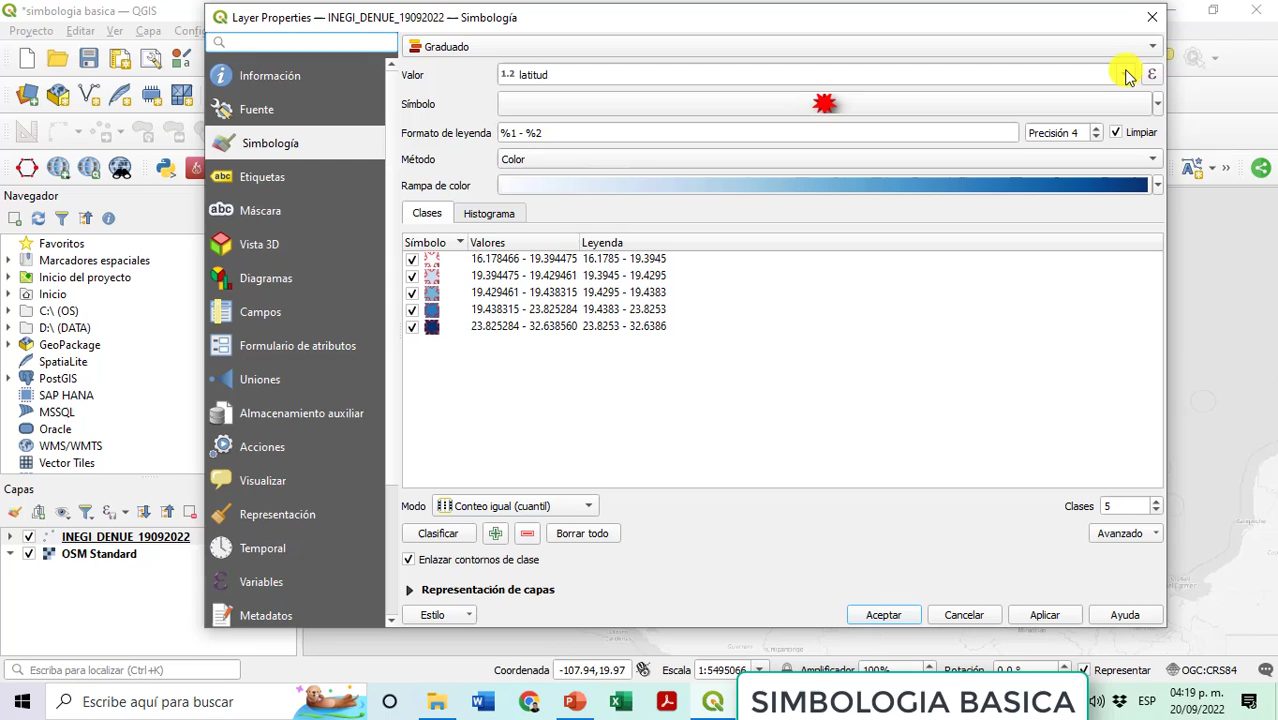 *simbologia basica — QGIS
Layer Properties — INEGI_DENUE_19092022 — Simbología
Proyecto Edición Ver Capa
Graduado
Información
Fuente
Simbología
Etiquetas
Máscara
Vista 3D
Diagramas
Campos
Formulario de atributos
Uniones
Almacenamiento auxiliar
Acciones
Visualizar
Representación
Temporal
Variables
Metadatos
Valor 1.2 latitud ε
Símbolo
Formato de leyenda %1 - %2 Precisión 4 Limpiar
Método Color
Rampa de color
Clases Histograma
Símbolo Valores Leyenda
16.178466 - 19.394475 16.1785 - 19.3945
19.394475 - 19.429461 19.3945 - 19.4295
19.429461 - 19.438315 19.4295 - 19.4383
19.438315 - 23.825284 19.4383 - 23.8253
23.825284 - 32.638560 23.8253 - 32.6386
Modo Conteo igual (cuantil) Clases 5
Clasificar Borrar todo Avanzado
Enlazar contornos de clase
Representación de capas
Estilo Aceptar Cancelar Aplicar Ayuda
Navegador
Favoritos
Marcadores espaciales
Inicio del proyecto
Inicio
C:\ (OS)
D:\ (DATA)
GeoPackage
SpatiaLite
PostGIS
SAP HANA
MSSQL
Oracle
WMS/WMTS
Vector Tiles
Capas
INEGI_DENUE_19092022
OSM Standard
Escriba para localizar (Ctrl+K)
Coordenada -107.94,19.97 Escala 1:5495066 Amplificador 100% Rotación 0.0 ° Representar OGC:CRS84
Escribe aquí para buscar
SIMBOLOGIA BASICA
ESP
04:19 p. m.
20/09/2022